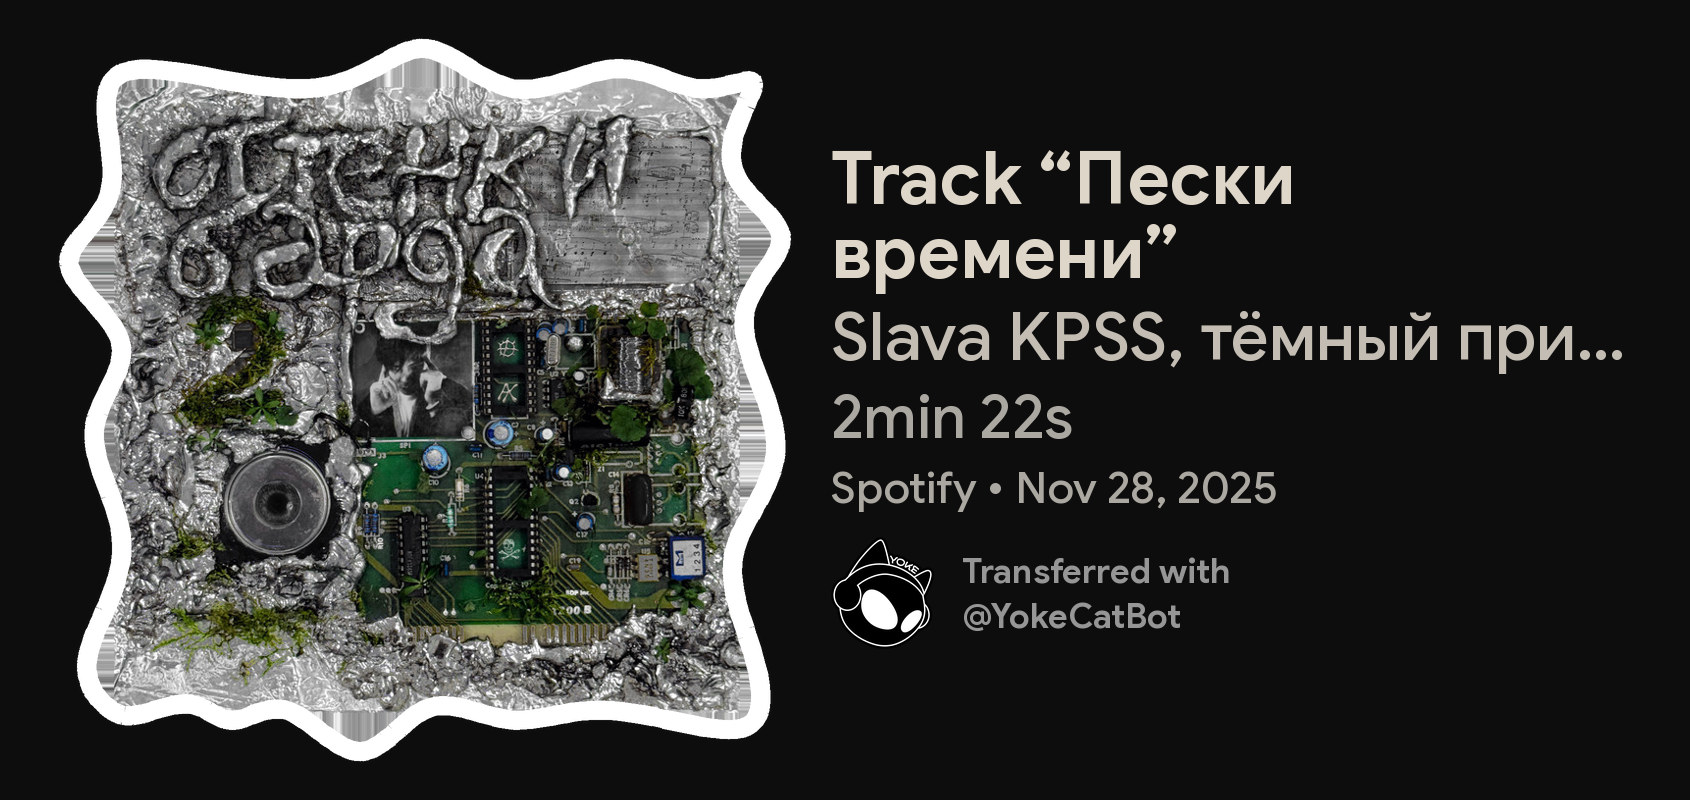 оттенки
барда
2
Track “Пески
времени”
Slava KPSS, тёмный при...
2min 22s
Spotify • Nov 28, 2025
YOKE
Transferred with
@YokeCatBot